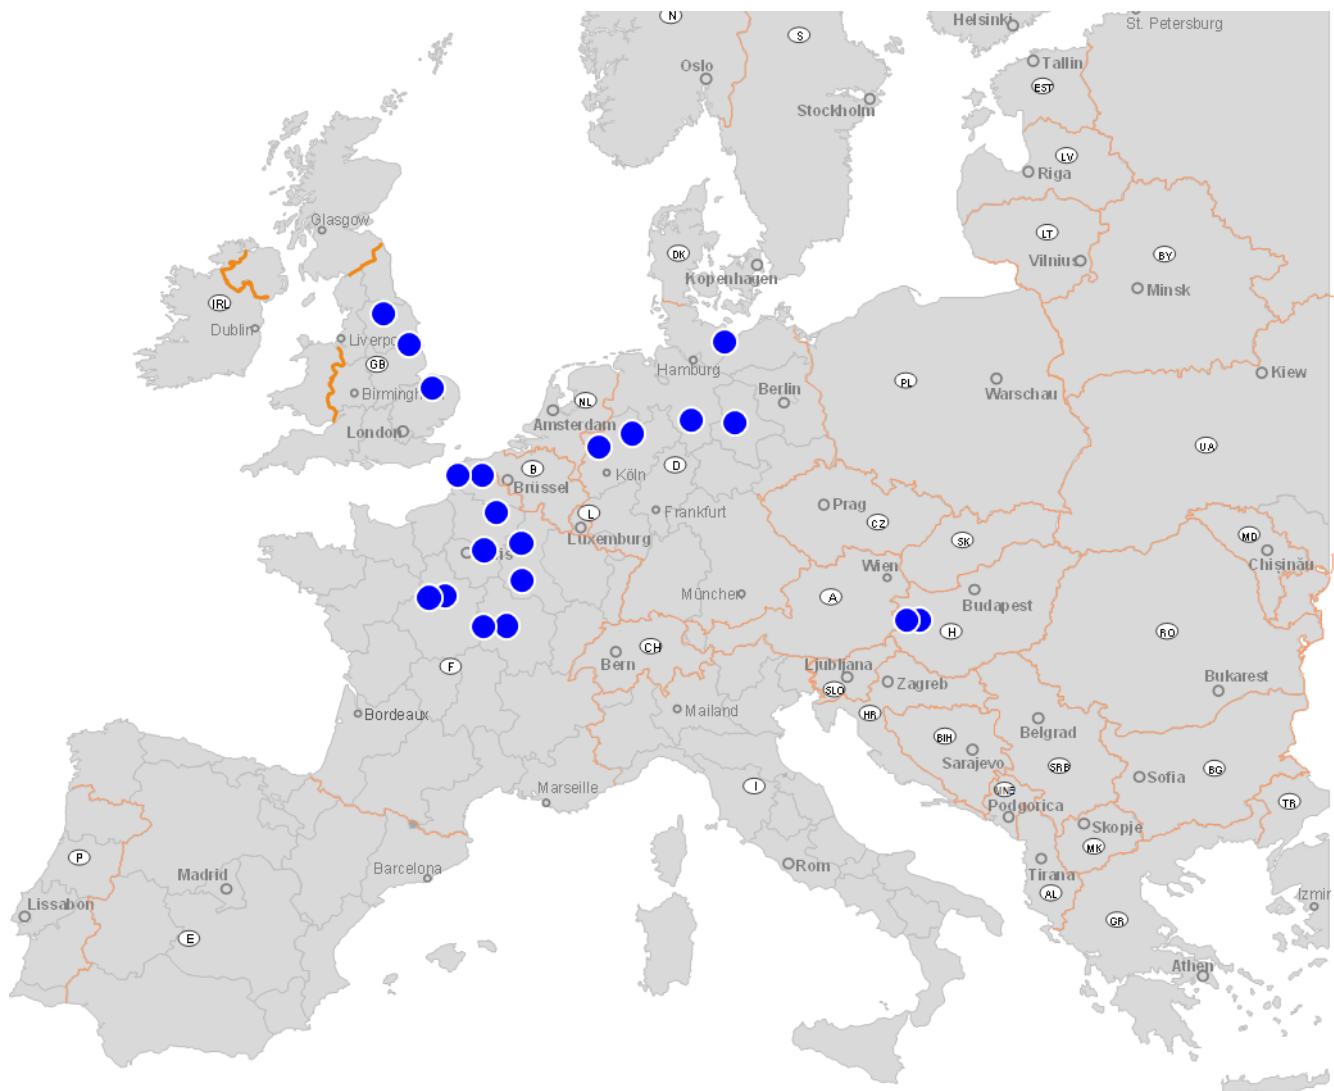 N
Helsinki
St. Petersburg
S
Oslo
Tallin
EST
Stockholm
LV
Riga
Glasgow
LT
DK
Vilnius
BY
Kopenhagen
Minsk
IRL
Dublin
Liverpo
GB
Hamburg
Kiew
PL
Berlin
Warschau
Birmingh
NL
Amsterdam
London
UA
B
D
Köln
Brüssel
Prag
L
Frankfurt
CZ
Luxemburg
MD
SK
is
Chișinău
Wien
München
A
Budapest
H
RO
CH
Bern
F
Ljubljana
SLO
Zagreb
Bukarest
Mailand
Bordeaux
HR
Belgrad
BIH
Sarajevo
SRB
BG
Sofia
I
Marseille
TR
Podgorica
Skopje
MK
P
Rom
Barcelona
Madrid
Tirana
AL
Lissabon
Izmir
GR
E
Athen